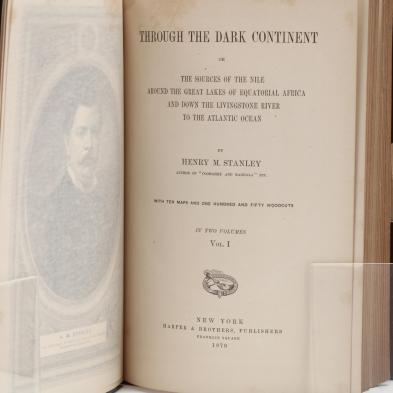 THROUGH THE DARK CONTINENT
OR
THE SOURCES OF THE NILE
AROUND THE GREAT LAKES OF EQUATORIAL AFRICA
AND DOWN THE LIVINGSTONE RIVER
TO THE ATLANTIC OCEAN
BY
HENRY M. STANLEY
AUTHOR OF "COOMASSIE AND MAGDALA" ETC.
WITH TEN MAPS AND ONE HUNDRED AND FIFTY WOODCUTS
IN TWO VOLUMES
VOL. I
NEW YORK
HARPER & BROTHERS, PUBLISHERS
FRANKLIN SQUARE